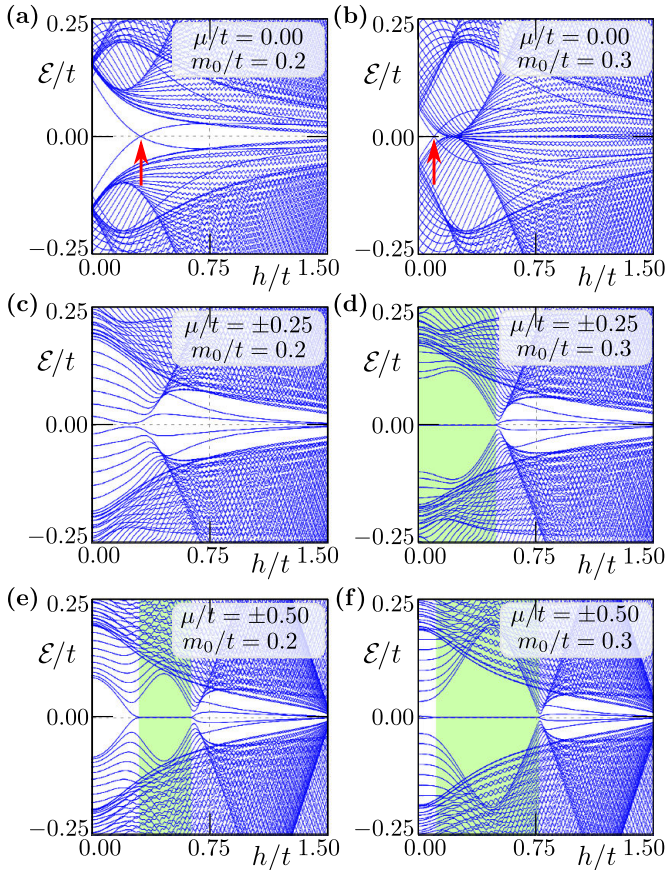 (a) 0.25 (b) 0.25
μ/t = 0.00 μ/t = 0.00
m₀/t = 0.2 m₀/t = 0.3
ℰ/t ℰ/t
0.00 0.00
−0.25 −0.25
0.00 h/t 0.75 1.50 0.00 h/t 0.75 1.50
(c) 0.25 (d) 0.25
μ/t = ±0.25 μ/t = ±0.25
m₀/t = 0.2 m₀/t = 0.3
ℰ/t ℰ/t
0.00 0.00
−0.25 −0.25
0.00 0.75 h/t 1.50 0.00 0.75 h/t 1.50
(e) 0.25 (f) 0.25
μ/t = ±0.50 μ/t = ±0.50
m₀/t = 0.2 m₀/t = 0.3
ℰ/t ℰ/t
0.00 0.00
−0.25 −0.25
0.00 0.75 h/t 1.50 0.00 0.75 h/t 1.50